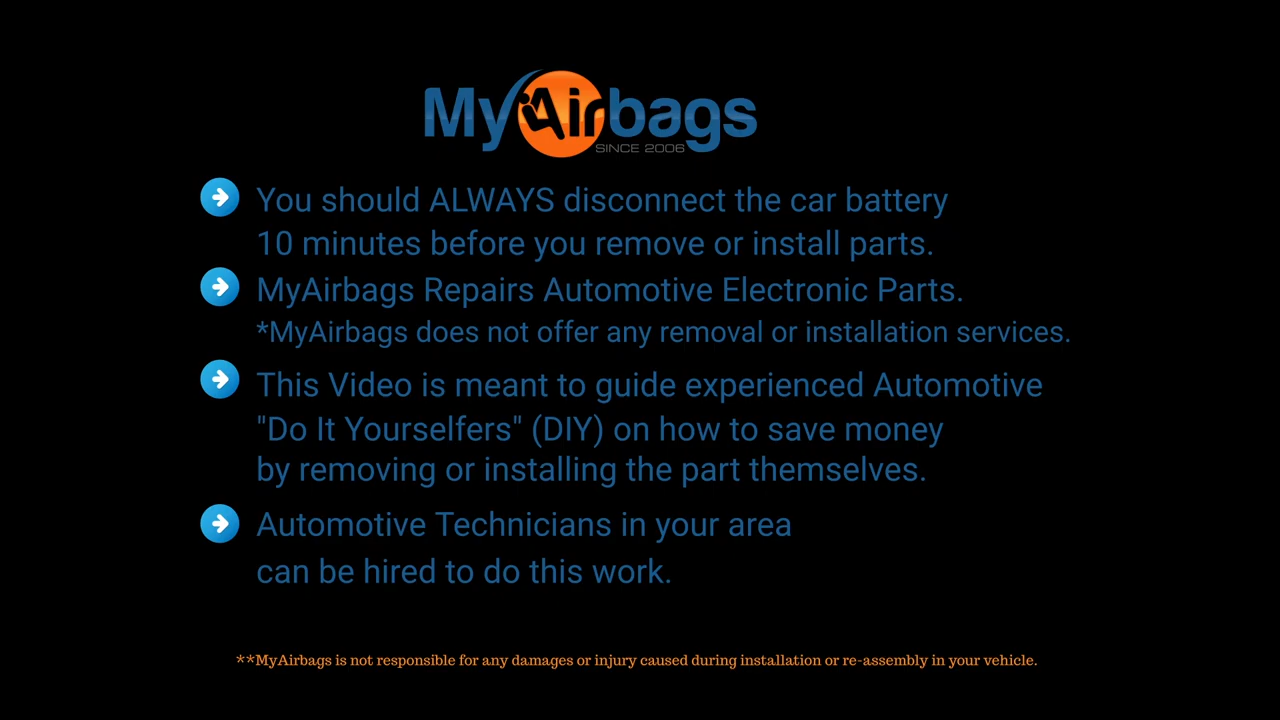 MyAirbags
SINCE 2006
You should ALWAYS disconnect the car battery
10 minutes before you remove or install parts.
MyAirbags Repairs Automotive Electronic Parts.
*MyAirbags does not offer any removal or installation services.
This Video is meant to guide experienced Automotive
"Do It Yourselfers" (DIY) on how to save money
by removing or installing the part themselves.
Automotive Technicians in your area
can be hired to do this work.
**MyAirbags is not responsible for any damages or injury caused during installation or re-assembly in your vehicle.